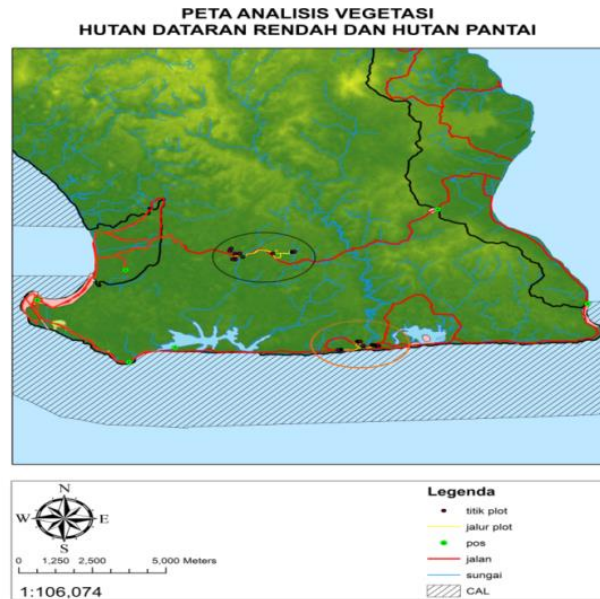 PETA ANALISIS VEGETASI
HUTAN DATARAN RENDAH DAN HUTAN PANTAI
N
W
E
S
0 1,250 2,500 5,000 Meters
1:106,074
Legenda
titik plot
jalur plot
pos
jalan
sungai
CAL